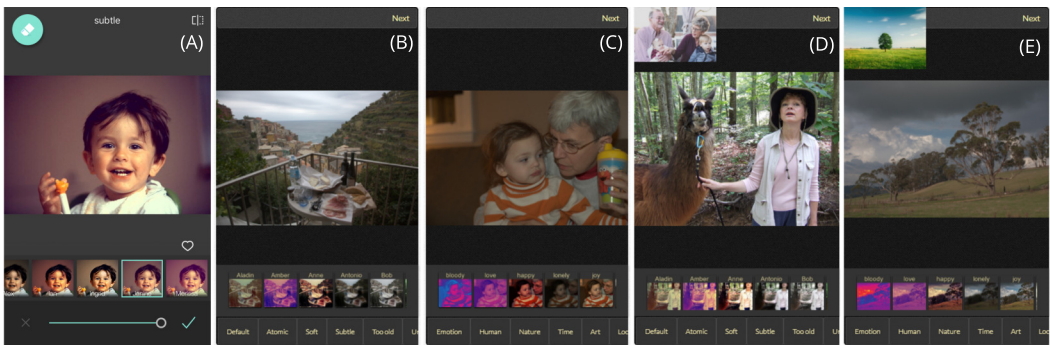 subtle
(A)
Ingrid
Next
(B)
Aladin Amber Anne Antonio Bob
Default Atomic Soft Subtle Too old
Next
(C)
bloody love happy lonely joy
Emotion Human Nature Time Art
Next
(D)
Aladin Amber Anne Antonio Bob
Default Atomic Soft Subtle Too old
Next
(E)
bloody love happy lonely joy
Emotion Human Nature Time Art